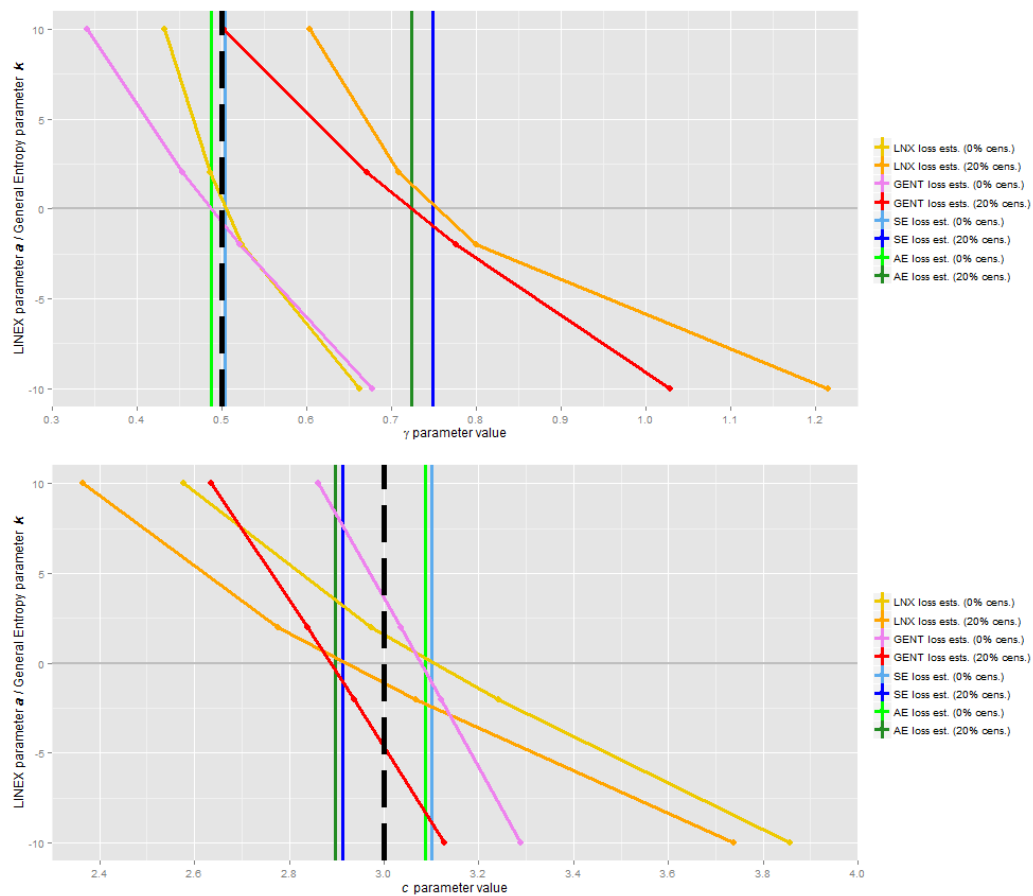 10
5
0
-5
-10
LINEX parameter a / General Entropy parameter k
0.3 0.4 0.5 0.6 0.7 0.8 0.9 1.0 1.1 1.2
γ parameter value
LNX loss ests. (0% cens.)
LNX loss ests. (20% cens.)
GENT loss ests. (0% cens.)
GENT loss ests. (20% cens.)
SE loss est. (0% cens.)
SE loss est. (20% cens.)
AE loss est. (0% cens.)
AE loss est. (20% cens.)
10
5
0
-5
-10
LINEX parameter a / General Entropy parameter k
2.4 2.6 2.8 3.0 3.2 3.4 3.6 3.8 4.0
c parameter value
LNX loss ests. (0% cens.)
LNX loss ests. (20% cens.)
GENT loss ests. (0% cens.)
GENT loss ests. (20% cens.)
SE loss est. (0% cens.)
SE loss est. (20% cens.)
AE loss est. (0% cens.)
AE loss est. (20% cens.)